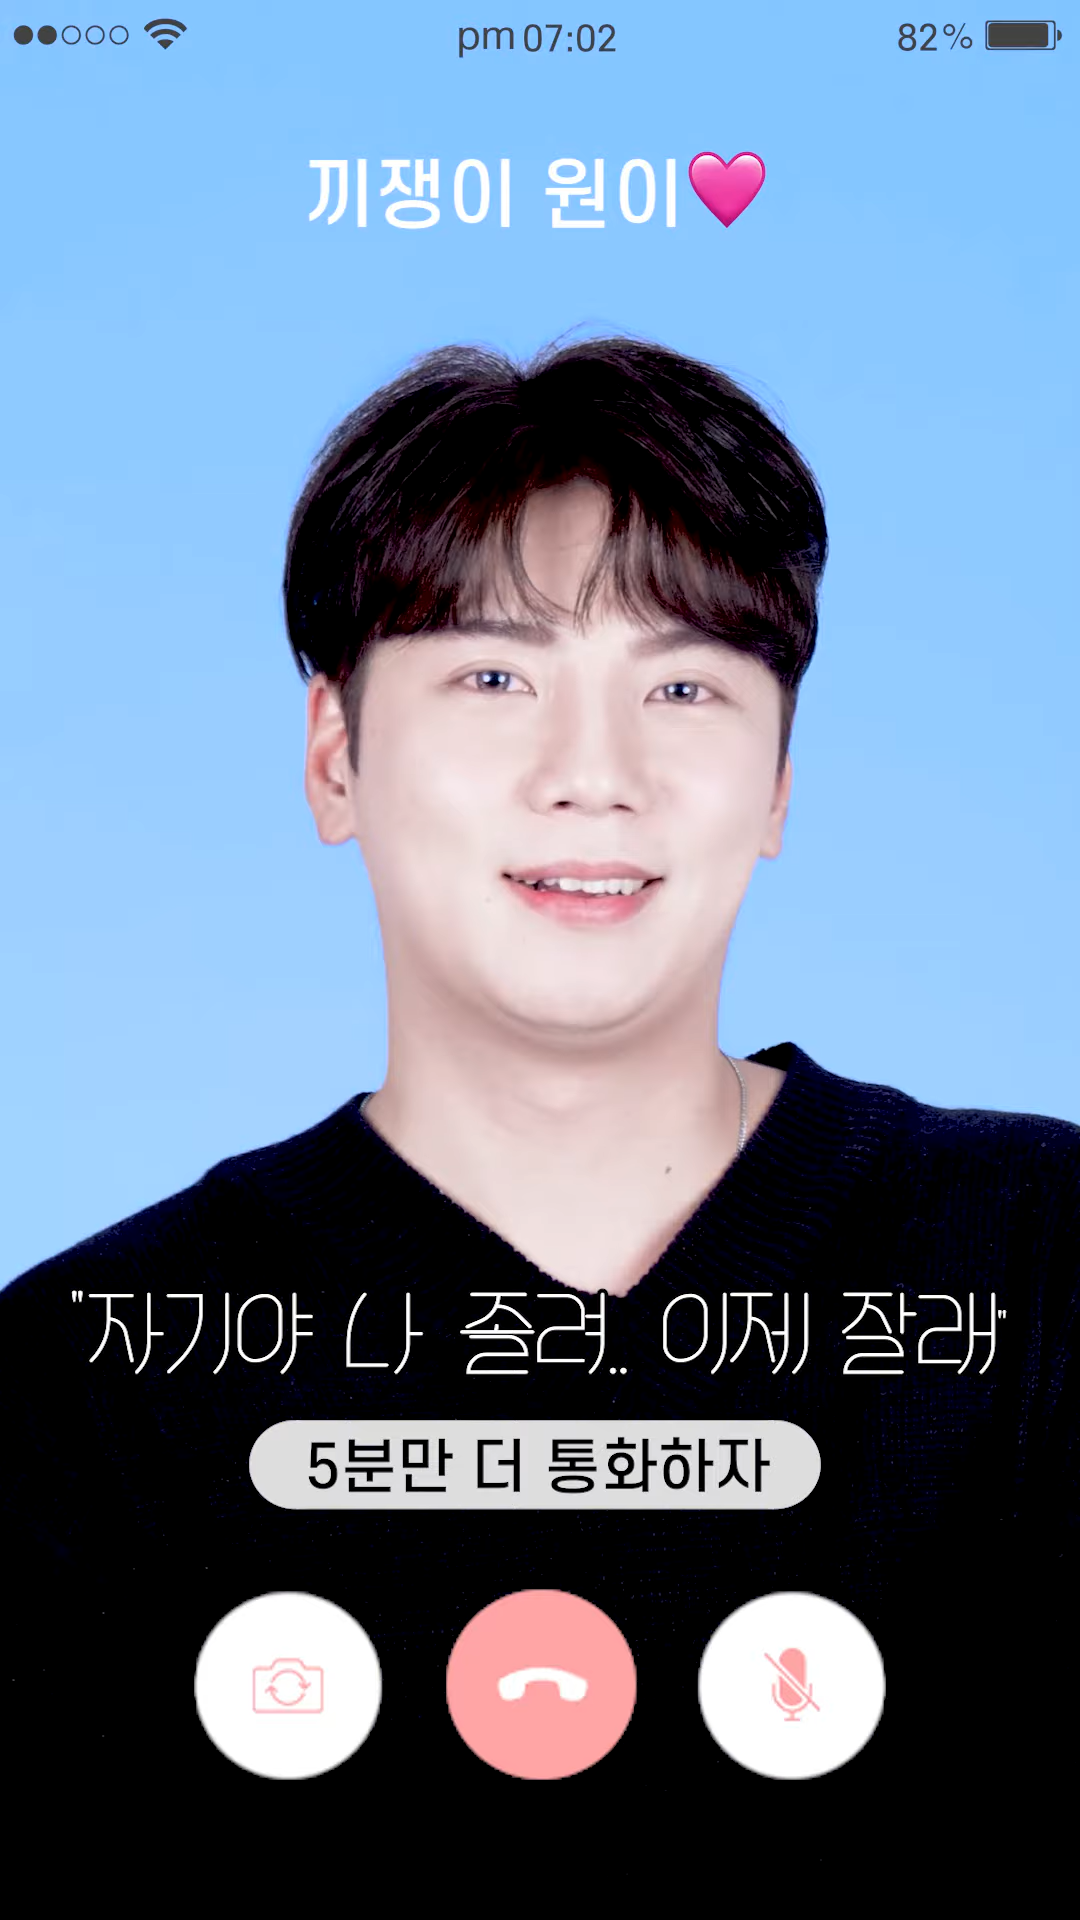 pm 07:02
82%
끼쟁이 원이🩷
"자기야 나 졸려.. 이제 잘래"
5분만 더 통화하자